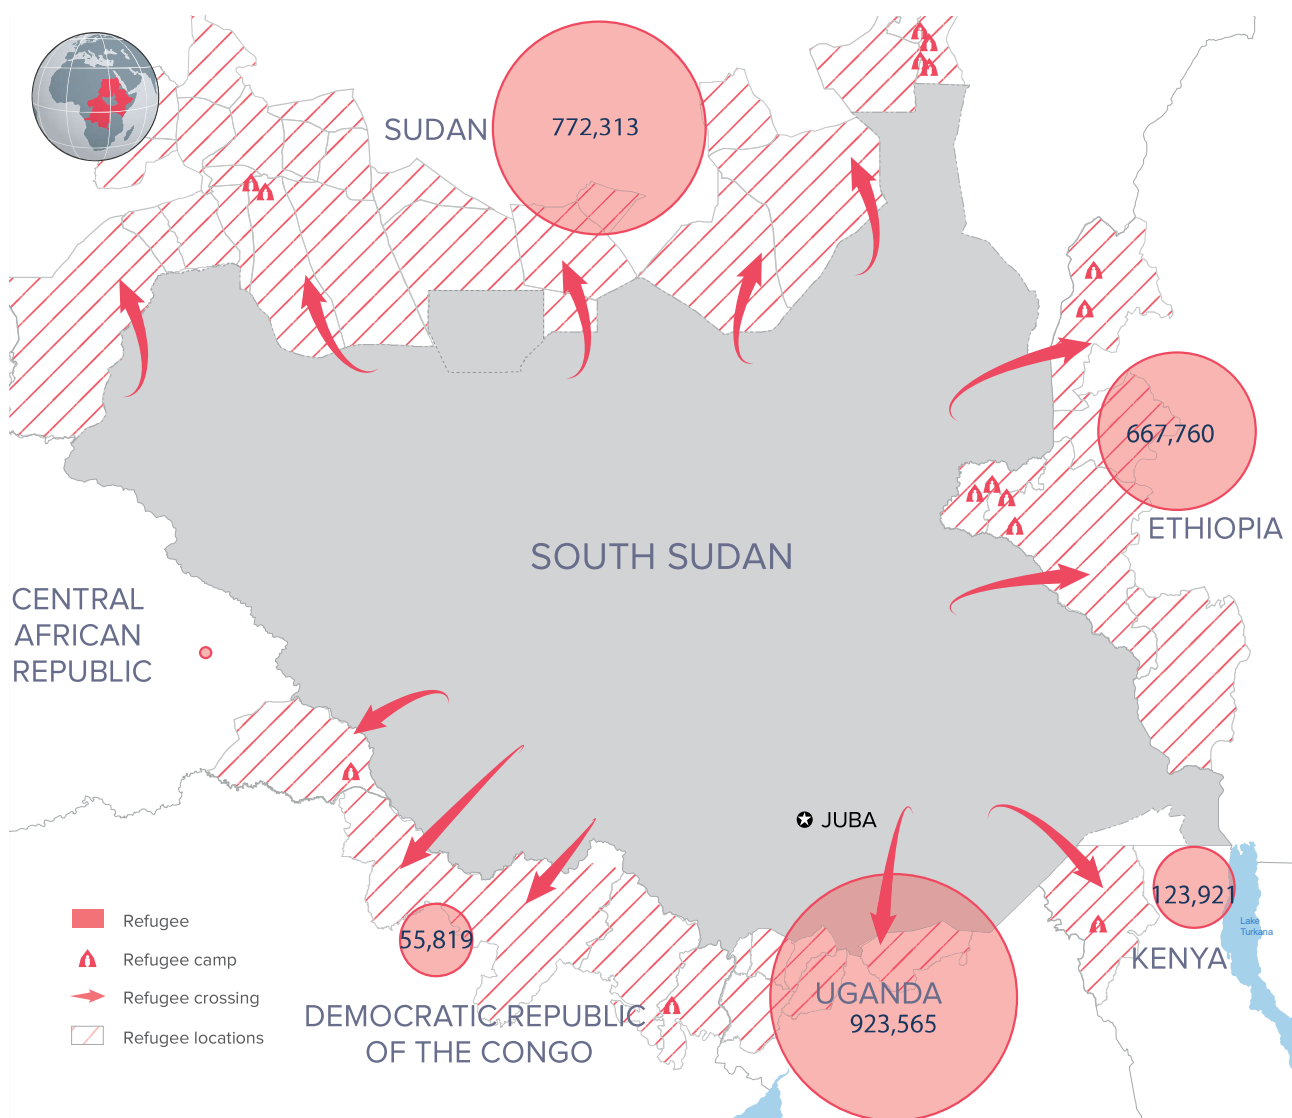 SUDAN
772,313
667,760
ETHIOPIA
SOUTH SUDAN
CENTRAL
AFRICAN
REPUBLIC
JUBA
123,921
Lake
Turkana
KENYA
55,819
DEMOCRATIC REPUBLIC
OF THE CONGO
UGANDA
923,565
Refugee
Refugee camp
Refugee crossing
Refugee locations